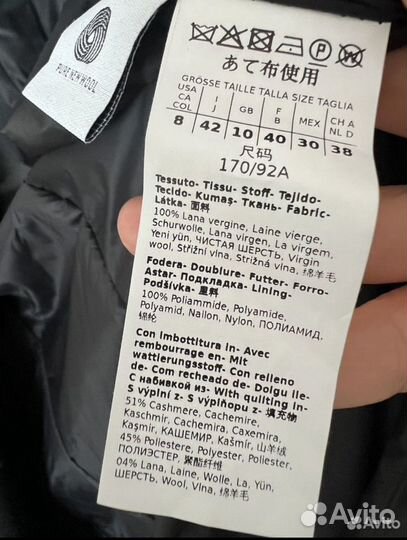 PURE NEW WOOL
あて布使用
GRÖSSE TAILLE TALLA SIZE TAGLIA
USA CA COL I J GB F B MEX CH A NL D
8 42 10 40 30 38
尺码
170/92A
Tessuto- Tissu- Stoff- Tejido-
Tecido- Kumaş- Ткань- Fabric-
Látka- 面料
100% Lana vergine, Laine vierge,
Schurwolle, Lana virgen, La virgem,
Yeni yün, ЧИСТАЯ ШЕРСТЬ, Virgin
wool, Střižní vlna, Strižná vlna, 绵羊毛
Fodera- Doublure- Futter- Forro-
Astar- Подкладка- Lining-
Podšívka- 里料
100% Poliammide, Polyamide,
Polyamid, Nailon, Nylon, ПОЛИАМИД,
锦纶
Con imbottitura in- Avec
rembourrage en- Mit
wattierungsstoff- Con relleno
de- Com recheado de- Dolgu ile-
С набивкой из- With quilting in-
S výplní z- S výplňou z- 填充物
51% Cashmere, Cachemire,
Kaschmir, Cachemira, Caxemira,
Kaşmir, КАШЕМИР, Kašmír, 山羊绒
45% Poliestere, Polyester, Poliester,
ПОЛИЭСТЕР, 聚酯纤维
04% Lana, Laine, Wolle, La, Yün,
ШЕРСТЬ, Wool, Vlna, 绵羊毛
Avito